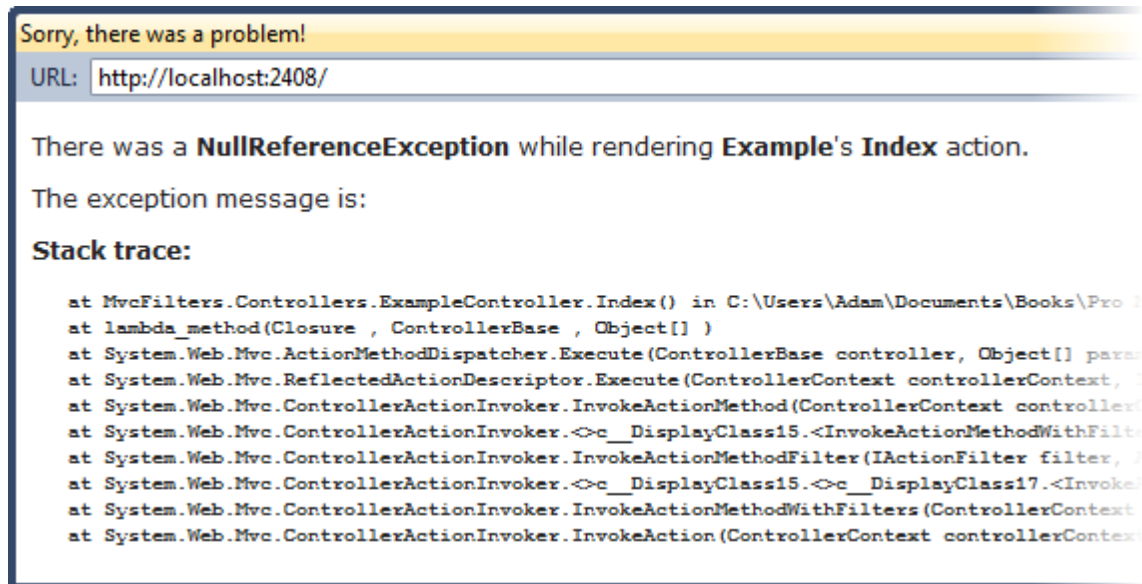 Sorry, there was a problem!
URL: http://localhost:2408/
There was a NullReferenceException while rendering Example's Index action.
The exception message is:
Stack trace:
at MvcFilters.Controllers.ExampleController.Index() in C:\Users\Adam\Documents\Books\Pro
at lambda_method(Closure , ControllerBase , Object[] )
at System.Web.Mvc.ActionMethodDispatcher.Execute(ControllerBase controller, Object[]
at System.Web.Mvc.ReflectedActionDescriptor.Execute(ControllerContext controllerContext,
at System.Web.Mvc.ControllerActionInvoker.InvokeActionMethod(ControllerContext
at System.Web.Mvc.ControllerActionInvoker.<>c__DisplayClass15.<InvokeActionMethodWithFilte
at System.Web.Mvc.ControllerActionInvoker.InvokeActionMethodFilter(IActionFilter filter,
at System.Web.Mvc.ControllerActionInvoker.<>c__DisplayClass15.<>c__DisplayClass17.<Invoke
at System.Web.Mvc.ControllerActionInvoker.InvokeActionMethodWithFilters(ControllerContext
at System.Web.Mvc.ControllerActionInvoker.InvokeAction(ControllerContext controllerContex